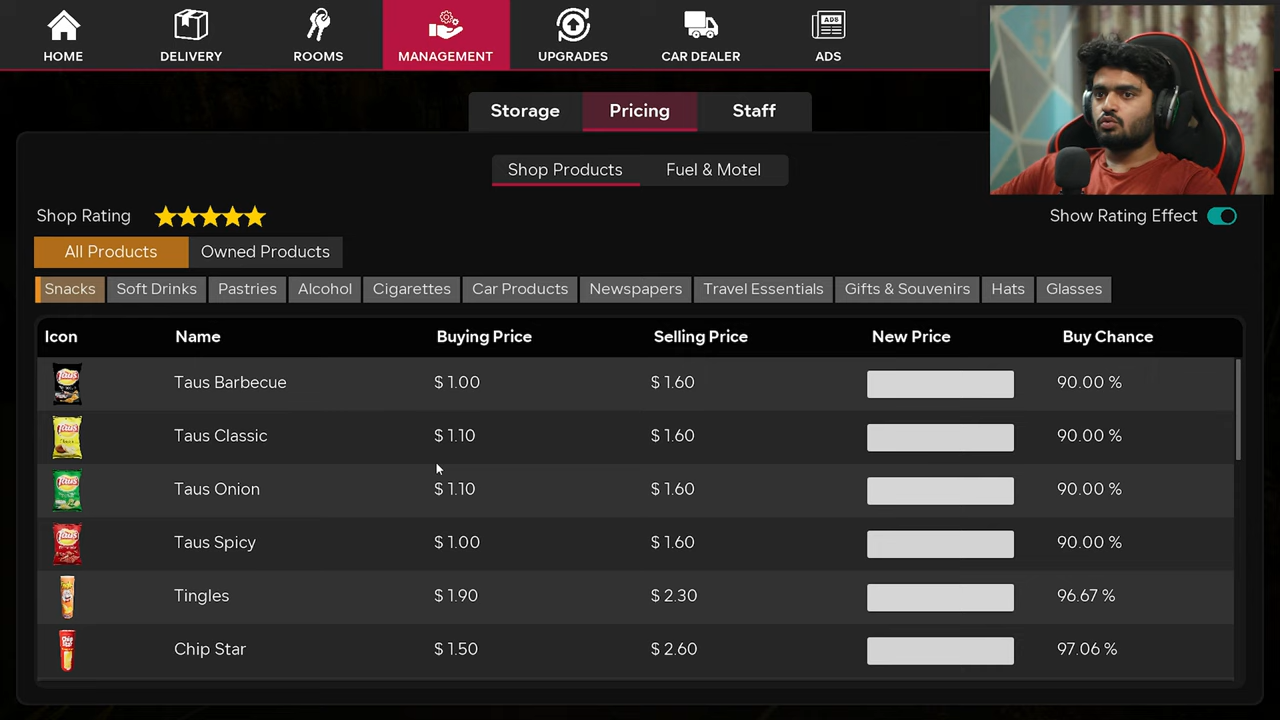 HOME DELIVERY ROOMS MANAGEMENT UPGRADES CAR DEALER ADS
Storage Pricing Staff
Shop Products Fuel & Motel
Shop Rating Show Rating Effect
All Products Owned Products
Snacks Soft Drinks Pastries Alcohol Cigarettes Car Products Newspapers Travel Essentials Gifts & Souvenirs Hats Glasses
Icon Name Buying Price Selling Price New Price Buy Chance
Taus Barbecue $ 1.00 $ 1.60 90.00 %
Taus Classic $ 1.10 $ 1.60 90.00 %
Taus Onion $ 1.10 $ 1.60 90.00 %
Taus Spicy $ 1.00 $ 1.60 90.00 %
Tingles $ 1.90 $ 2.30 96.67 %
Chip Star $ 1.50 $ 2.60 97.06 %